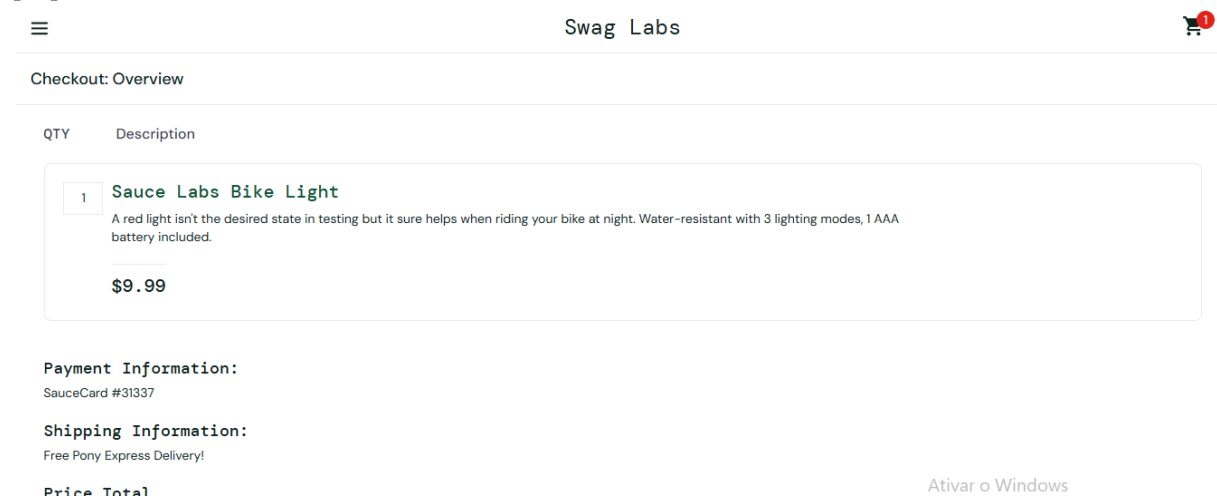 Swag Labs
1
Checkout: Overview
QTY Description
1
Sauce Labs Bike Light
A red light isn't the desired state in testing but it sure helps when riding your bike at night. Water-resistant with 3 lighting modes, 1 AAA
battery included.
$9.99
Payment Information:
SauceCard #31337
Shipping Information:
Free Pony Express Delivery!
Price Total
Ativar o Windows